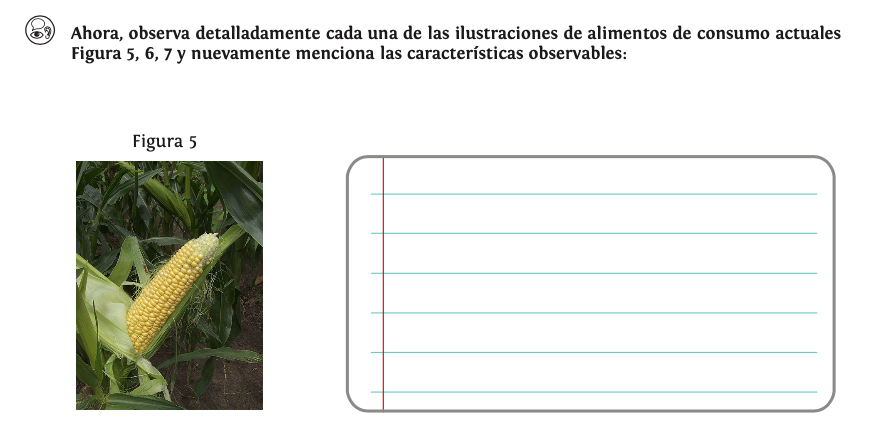 Ahora, observa detalladamente cada una de las ilustraciones de alimentos de consumo actuales
Figura 5, 6, 7 y nuevamente menciona las características observables:
Figura 5